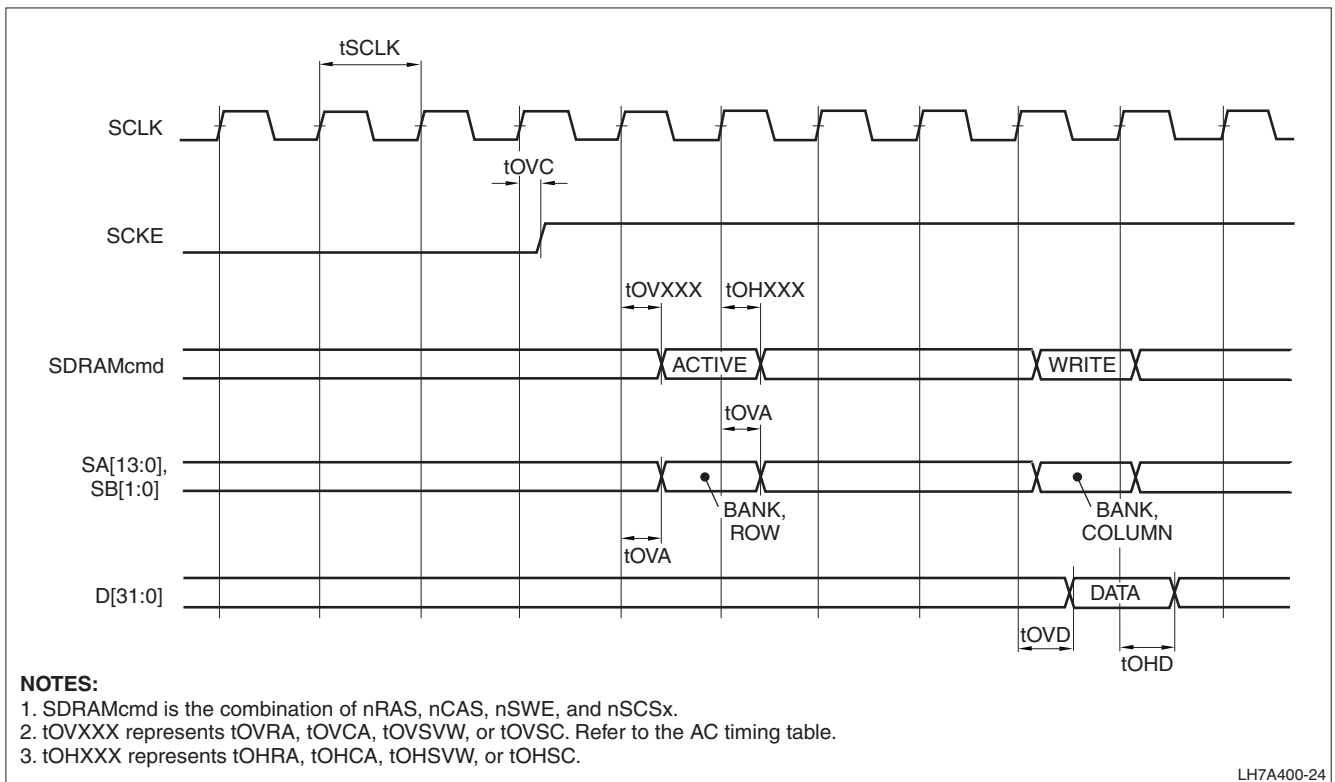 tSCLK
SCLK
tOVC
SCKE
tOVXXX tOHXXX
SDRAMcmd ACTIVE WRITE
tOVA
SA[13:0],
SB[1:0]
BANK,
ROW
BANK,
COLUMN
tOVA
D[31:0] DATA
tOVD
tOHD
NOTES:
1. SDRAMcmd is the combination of nRAS, nCAS, nSWE, and nSCSx.
2. tOVXXX represents tOVRA, tOVCA, tOVSVW, or tOVSC. Refer to the AC timing table.
3. tOHXXX represents tOHRA, tOHCA, tOHSVW, or tOHSC.
LH7A400-24